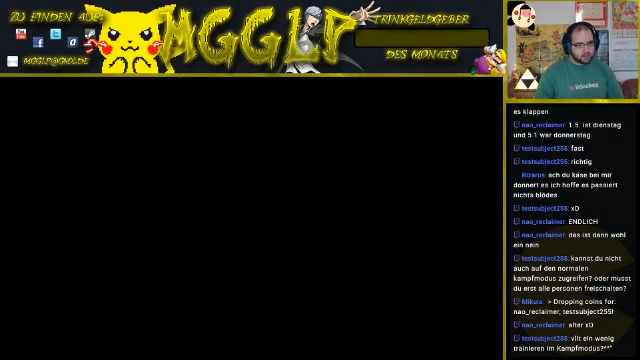 ZU FINDEN AUF:
You Tube
MGGLP@GMX.DE
MGGLP
TRINKGELDGEBER
DES MONATS
es klappen
nao_reclaimer: 1.5. ist dienstag
und 5.1 war donnerstag
testsubject255: fast
testsubject255: richtig
Rizarus: ach du käse bei mir
donnert es ich hoffe es passiert
nichts blödes
testsubject255: xD
nao_reclaimer: ENDLICH
nao_reclaimer: das ist dann wohl
ein nein
testsubject255: kannst du nicht
auch auf den normalen
kampfmodus zugreifen? oder musst
du erst alle personen freischalten?
Mikuia: > Dropping coins for:
nao_reclaimer, testsubject255!
nao_reclaimer: alter xD
testsubject255: vllt ein wenig
trainieren im Kampfmodus?^^"